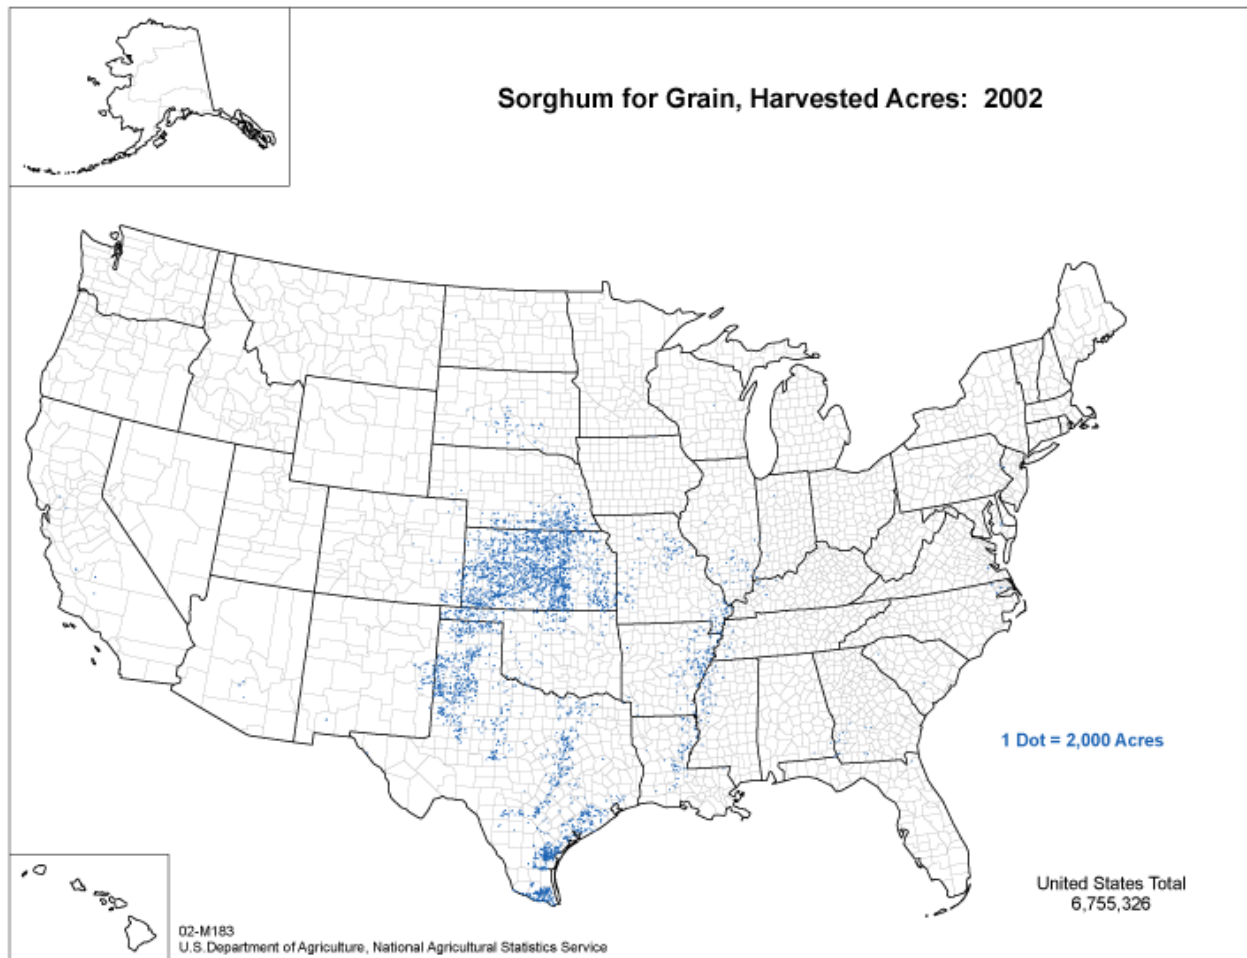 Sorghum for Grain, Harvested Acres:  2002
1 Dot = 2,000 Acres
United States Total
6,755,326
02-M183
U.S.Department of Agriculture, National Agricultural Statistics Service